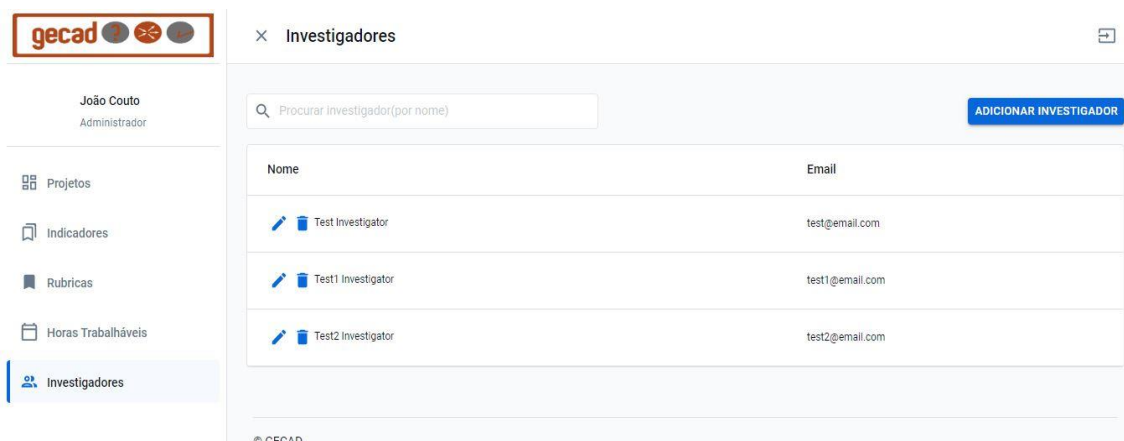 gecad ?
Investigadores
João Couto
Administrador
Procurar investigador(por nome)
ADICIONAR INVESTIGADOR
Projetos
Indicadores
Rubricas
Horas Trabalháveis
Investigadores
Nome Email
Test Investigator test@email.com
Test1 Investigator test1@email.com
Test2 Investigator test2@email.com
© GECAD